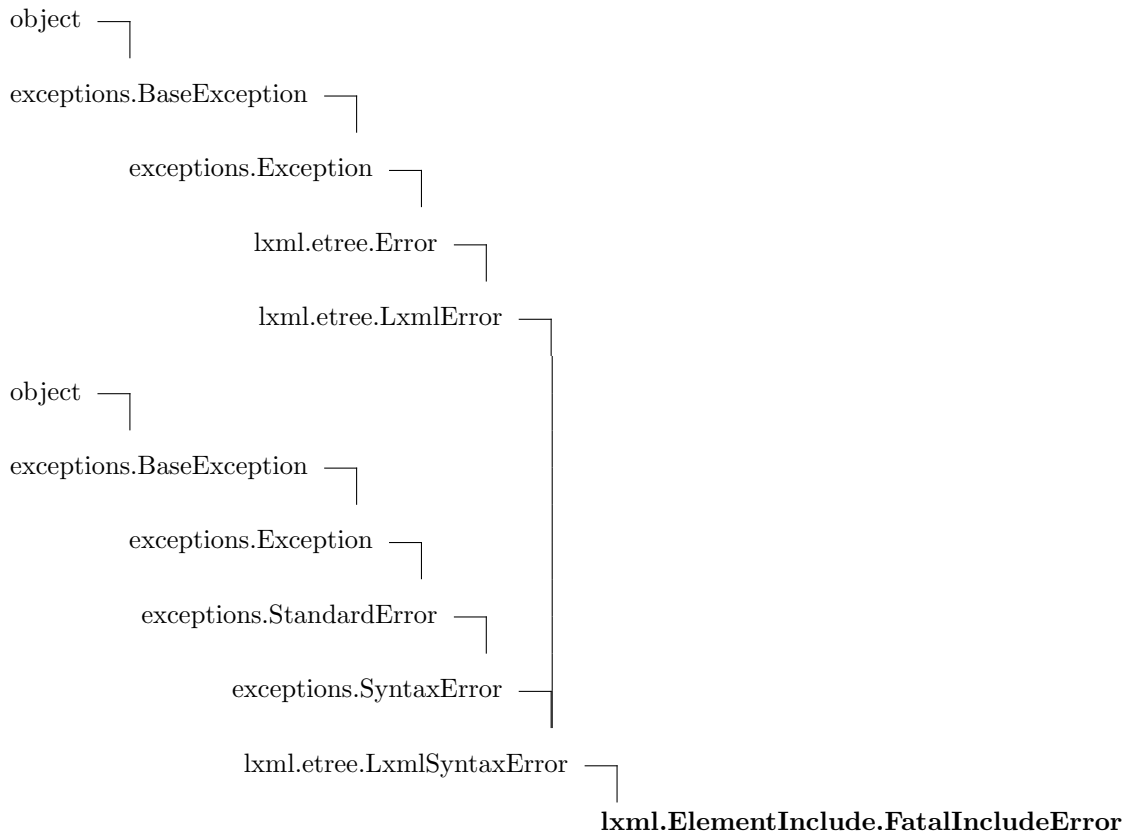 object
exceptions.BaseException
exceptions.Exception
lxml.etree.Error
lxml.etree.LxmlError
object
exceptions.BaseException
exceptions.Exception
exceptions.StandardError
exceptions.SyntaxError
lxml.etree.LxmlSyntaxError
lxml.ElementInclude.FatalIncludeError